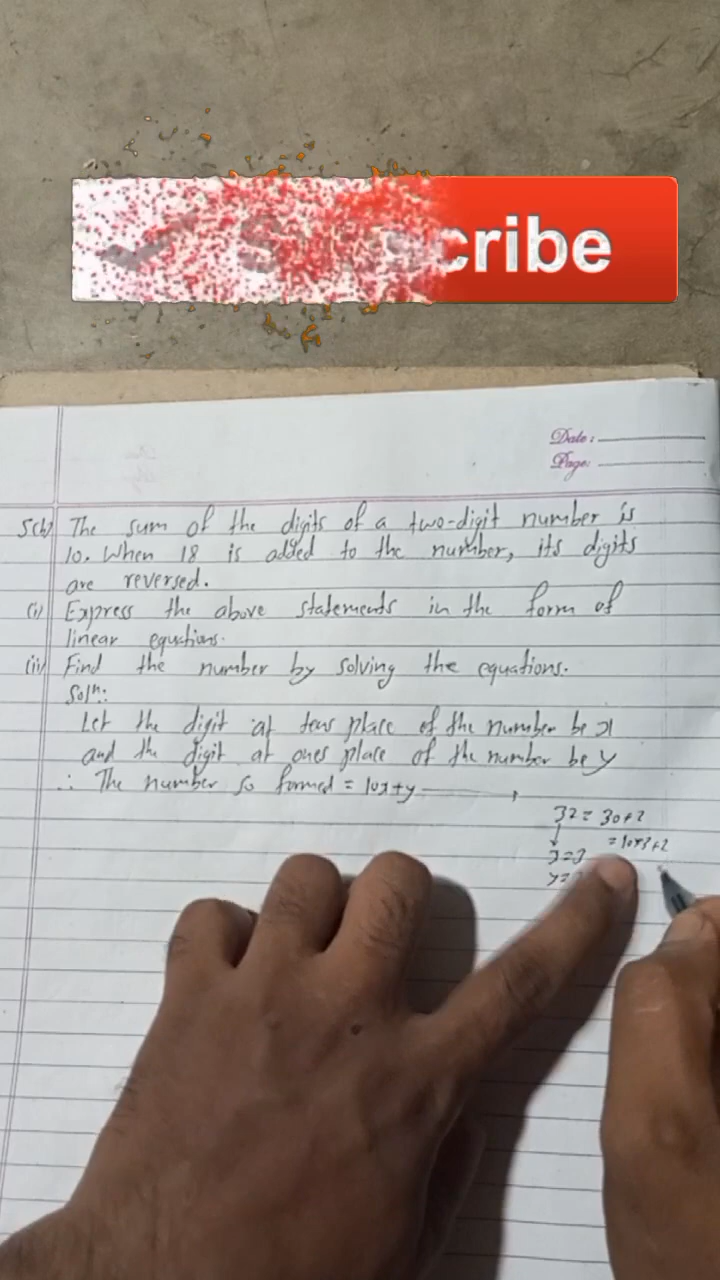 cribe
Date:
Page:
5(b) The sum of the digits of a two-digit number is
10. When 18 is added to the number, its digits
are reversed.
(i) Express the above statements in the form of
linear equations.
(ii) Find the number by solving the equations.
Solⁿ:
Let the digit at tens place of the number be x
and the digit at ones place of the number be y
∴ The number so formed = 10x+y
32 = 30+2
= 10×3+2
x=3
y=